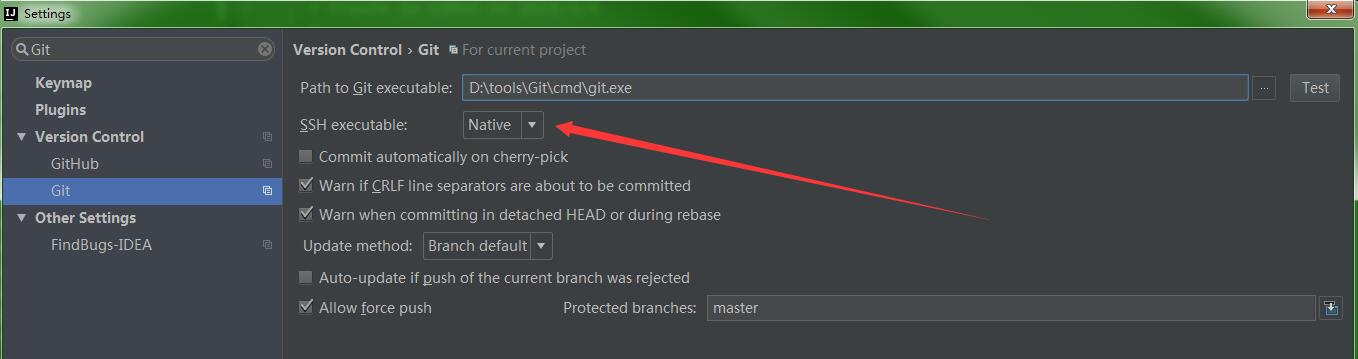 IJ Settings
Git
Keymap
Plugins
Version Control
GitHub
Git
Other Settings
FindBugs-IDEA
Version Control › Git For current project
Path to Git executable: D:\tools\Git\cmd\git.exe ... Test
SSH executable: Native
Commit automatically on cherry-pick
Warn if CRLF line separators are about to be committed
Warn when committing in detached HEAD or during rebase
Update method: Branch default
Auto-update if push of the current branch was rejected
Allow force push Protected branches: master